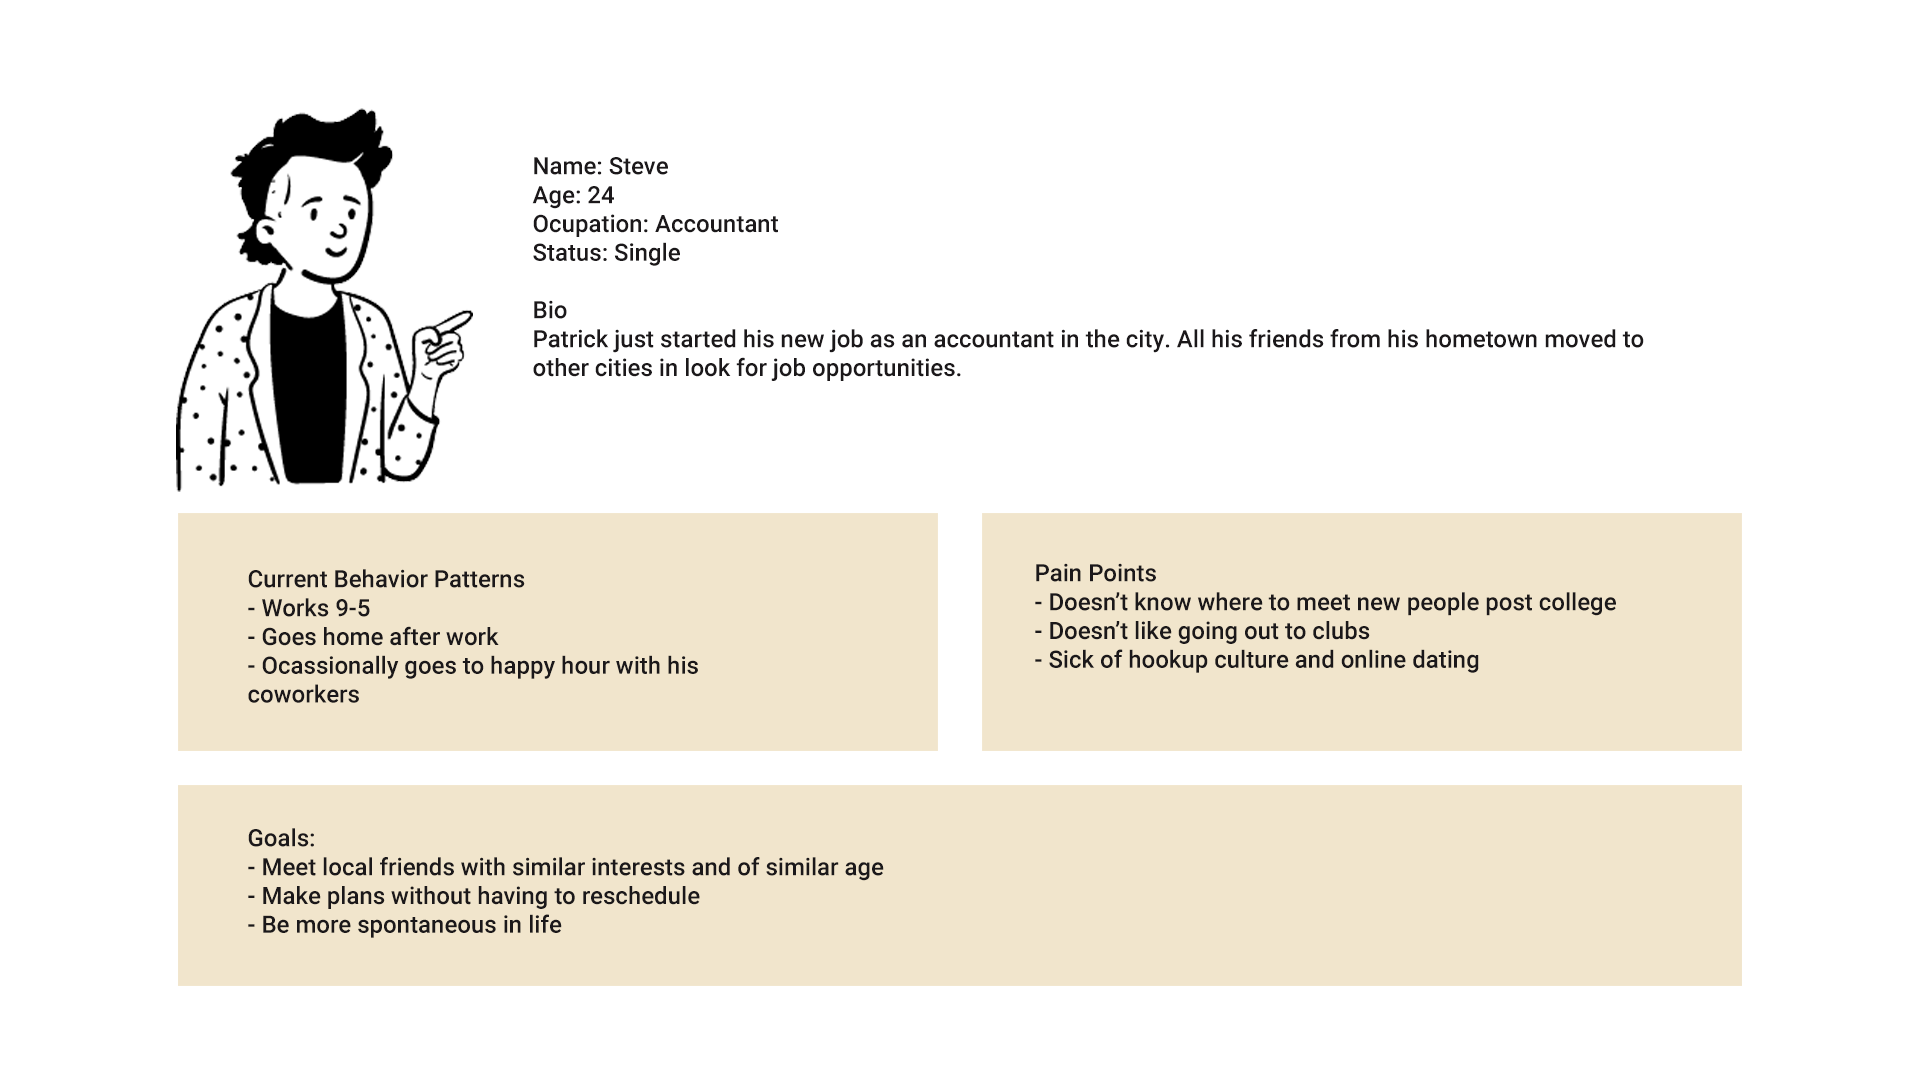 Name: Steve
Age: 24
Ocupation: Accountant
Status: Single
Bio
Patrick just started his new job as an accountant in the city. All his friends from his hometown moved to
other cities in look for job opportunities.
Current Behavior Patterns
- Works 9-5
- Goes home after work
- Ocassionally goes to happy hour with his
coworkers
Pain Points
- Doesn’t know where to meet new people post college
- Doesn’t like going out to clubs
- Sick of hookup culture and online dating
Goals:
- Meet local friends with similar interests and of similar age
- Make plans without having to reschedule
- Be more spontaneous in life